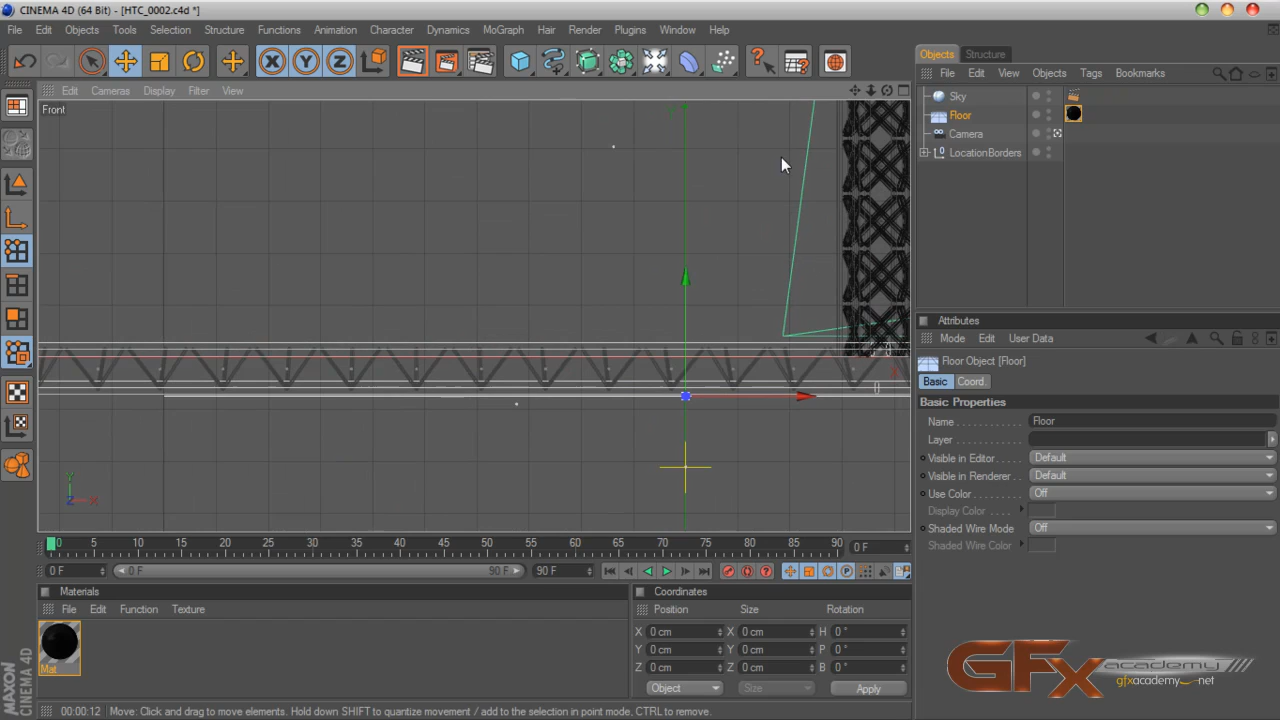 CINEMA 4D (64 Bit) - [HTC_0002.c4d *]
File Edit Objects Tools Selection Structure Functions Animation Character Dynamics MoGraph Hair Render Plugins Window Help
X Y Z
Objects Structure
File Edit View Objects Tags Bookmarks
Edit Cameras Display Filter View
Front
Sky
Floor
Camera
LocationBorders
Y
X
Y
Z X
Attributes
Mode Edit User Data
Floor Object [Floor]
Basic Coord.
Basic Properties
Name Floor
Layer
Visible in Editor Default
Visible in Renderer Default
Use Color Off
Display Color
Shaded Wire Mode Off
Shaded Wire Color
0 5 10 15 20 25 30 35 40 45 50 55 60 65 70 75 80 85 90 0 F
0 F 0 F 90 F 90 F
Materials
File Edit Function Texture
Mat
Coordinates
Position Size Rotation
X 0 cm X 0 cm H 0 °
Y 0 cm Y 0 cm P 0 °
Z 0 cm Z 0 cm B 0 °
Object Size Apply
00:00:12 Move: Click and drag to move elements. Hold down SHIFT to quantize movement / add to the selection in point mode, CTRL to remove.
MAXON
CINEMA 4D
GFx academy
gfxacademy.net